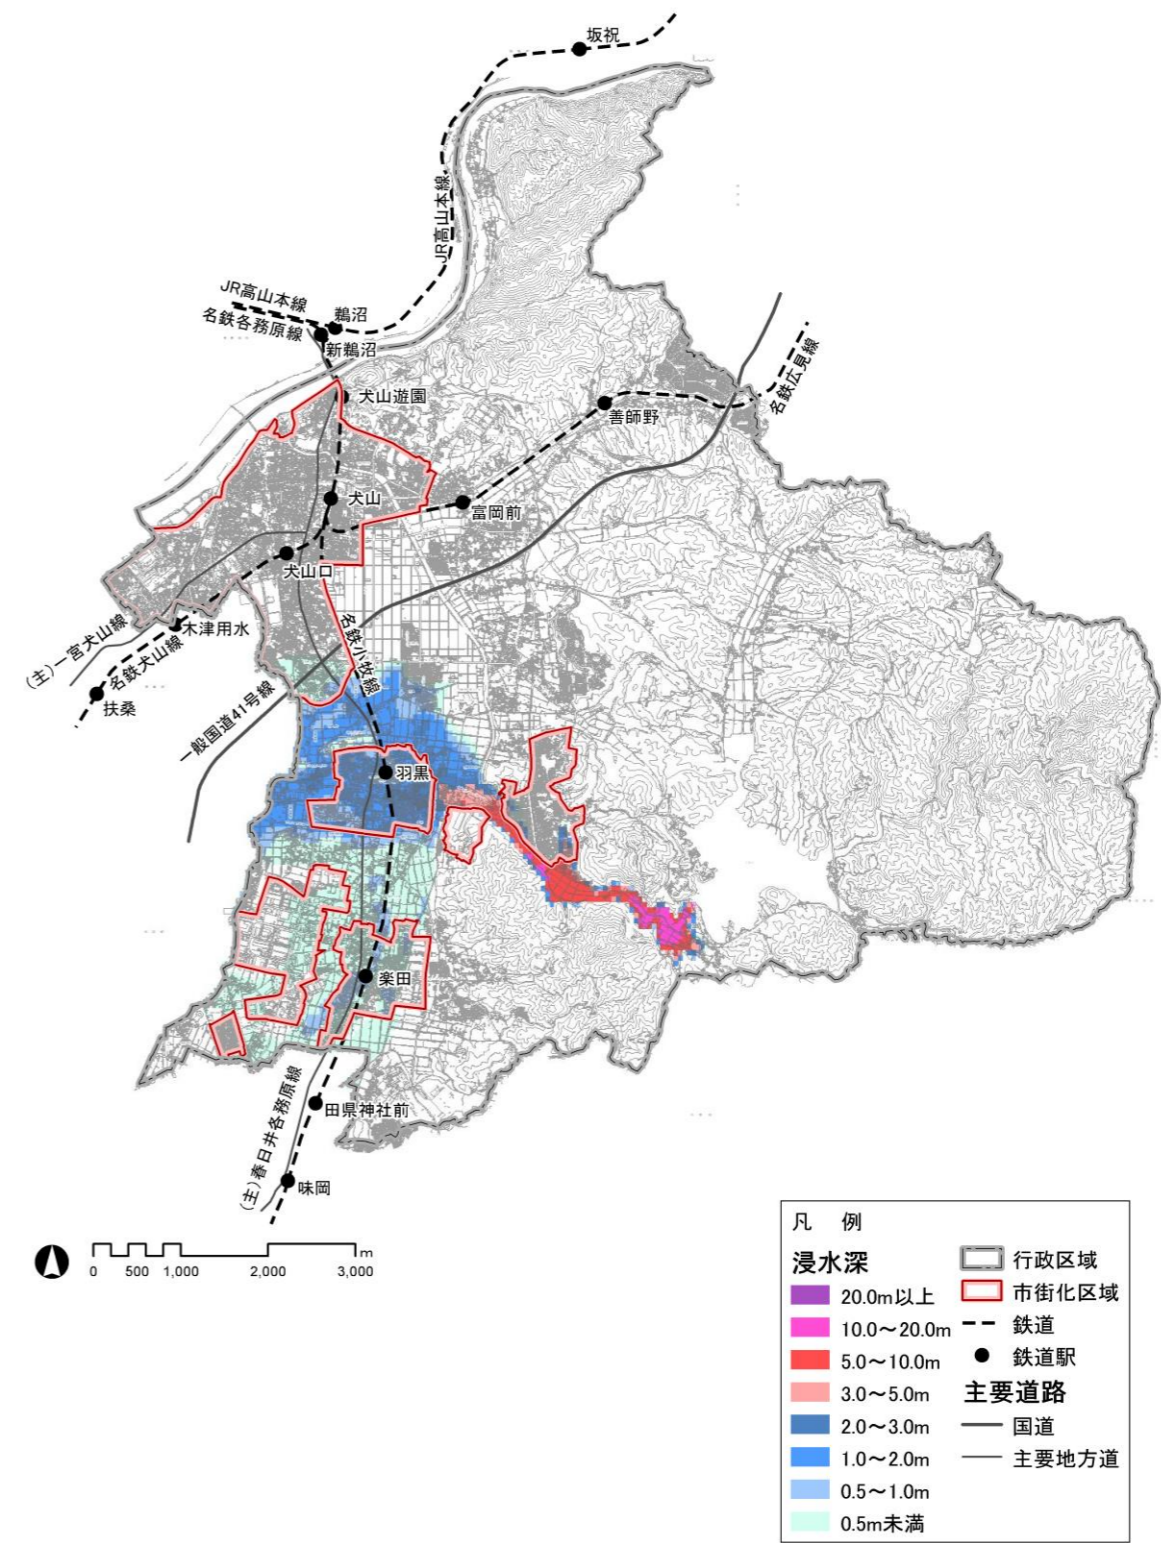 坂祝
JR高山本線
JR高山本線
名鉄各務原線
鵜沼
新鵜沼
犬山遊園
名鉄広見線
善師野
犬山
富岡前
犬山口
木津用水
(主)一宮犬山線
名鉄犬山線
扶桑
名鉄小牧線
一般国道41号線
羽黒
楽田
(主)春日井各務原線
田県神社前
味岡
0 500 1,000 2,000 3,000 m
凡 例
浸水深
20.0m以上
10.0～20.0m
5.0～10.0m
3.0～5.0m
2.0～3.0m
1.0～2.0m
0.5～1.0m
0.5m未満
行政区域
市街化区域
鉄道
鉄道駅
主要道路
国道
主要地方道